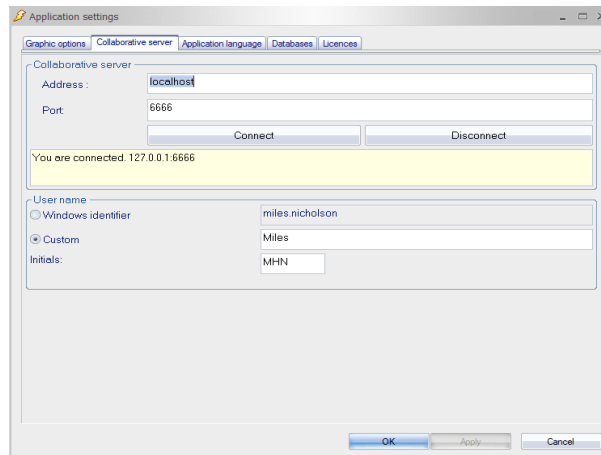 Application settings
Graphic options Collaborative server Application language Databases Licences
Collaborative server
Address : localhost
Port: 6666
Connect Disconnect
You are connected. 127.0.0.1:6666
User name
Windows identifier miles.nicholson
Custom Miles
Initials: MHN
OK Apply Cancel